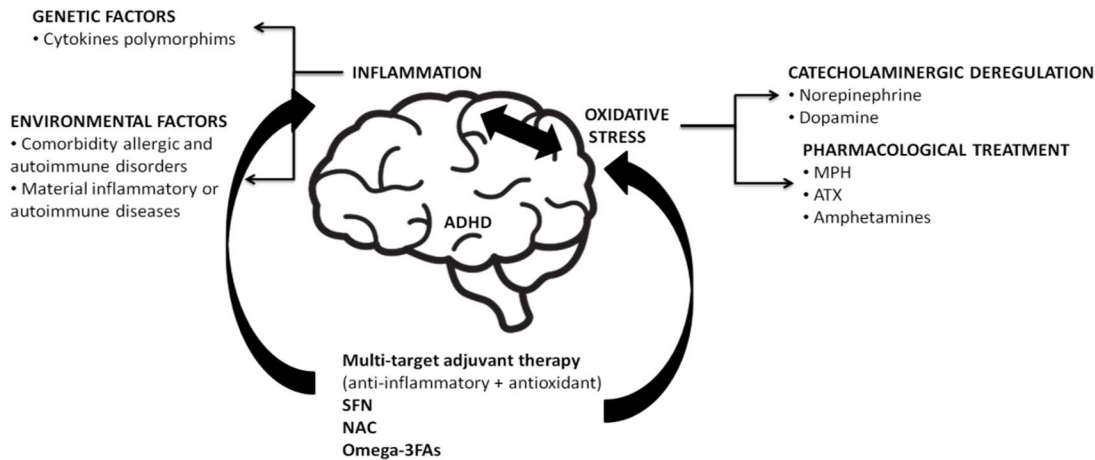 GENETIC FACTORS
• Cytokines polymorphims
INFLAMMATION
ENVIRONMENTAL FACTORS
• Comorbidity allergic and
autoimmune disorders
• Material inflammatory or
autoimmune diseases
OXIDATIVE
STRESS
CATECHOLAMINERGIC DEREGULATION
• Norepinephrine
• Dopamine
PHARMACOLOGICAL TREATMENT
• MPH
• ATX
• Amphetamines
ADHD
Multi-target adjuvant therapy
(anti-inflammatory + antioxidant)
SFN
NAC
Omega-3FAs